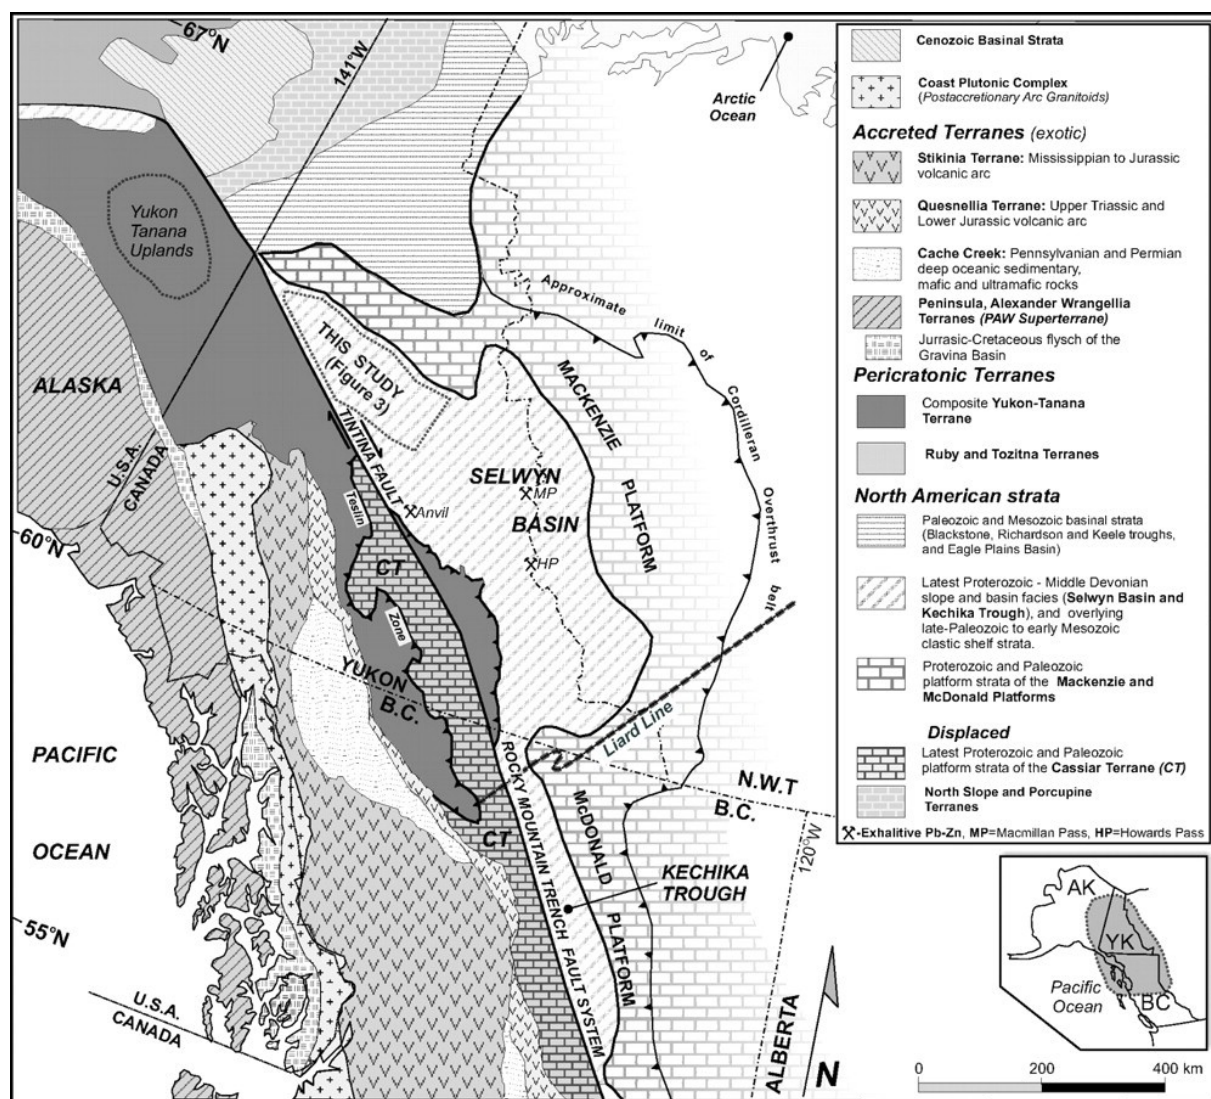 67°N
141°W
Arctic
Ocean
Yukon
Tanana
Uplands
Approximate limit of Cordilleran Overthrust belt
THIS STUDY
(Figure 3)
MACKENZIE PLATFORM
ALASKA
TINTINA FAULT
U.S.A.
CANADA
SELWYN
BASIN
MP
Anvil
HP
Teslin
Zone
60°N
CT
YUKON
B.C.
Liard Line
PACIFIC
OCEAN
ROCKY MOUNTAIN TRENCH FAULT SYSTEM
N.W.T
B.C.
McDONALD PLATFORM
CT
120°W
KECHIKA
TROUGH
55°N
U.S.A.
CANADA
ALBERTA
N
Cenozoic Basinal Strata
Coast Plutonic Complex
(Postaccretionary Arc Granitoids)
Accreted Terranes (exotic)
Stikinia Terrane: Mississippian to Jurassic
volcanic arc
Quesnellia Terrane: Upper Triassic and
Lower Jurassic volcanic arc
Cache Creek: Pennsylvanian and Permian
deep oceanic sedimentary,
mafic and ultramafic rocks
Peninsula, Alexander Wrangellia
Terranes (PAW Superterrane)
Jurrasic-Cretaceous flysch of the
Gravina Basin
Pericratonic Terranes
Composite Yukon-Tanana
Terrane
Ruby and Tozitna Terranes
North American strata
Paleozoic and Mesozoic basinal strata
(Blackstone, Richardson and Keele troughs,
and Eagle Plains Basin)
Latest Proterozoic - Middle Devonian
slope and basin facies (Selwyn Basin and
Kechika Trough), and overlying
late-Paleozoic to early Mesozoic
clastic shelf strata.
Proterozoic and Paleozoic
platform strata of the Mackenzie and
McDonald Platforms
Displaced
Latest Proterozoic and Paleozoic
platform strata of the Cassiar Terrane (CT)
North Slope and Porcupine
Terranes
-Exhalitive Pb-Zn, MP=Macmillan Pass, HP=Howards Pass
AK
YK
BC
Pacific
Ocean
0 200 400 km